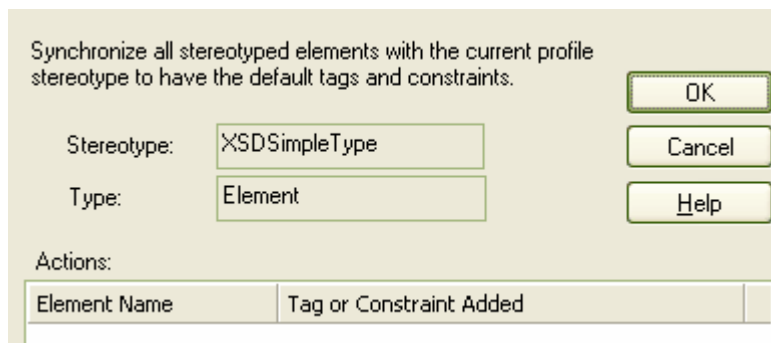 Synchronize all stereotyped elements with the current profile
stereotype to have the default tags and constraints.
OK
Stereotype: XSDSimpleType
Cancel
Type: Element
Help
Actions:
Element Name Tag or Constraint Added